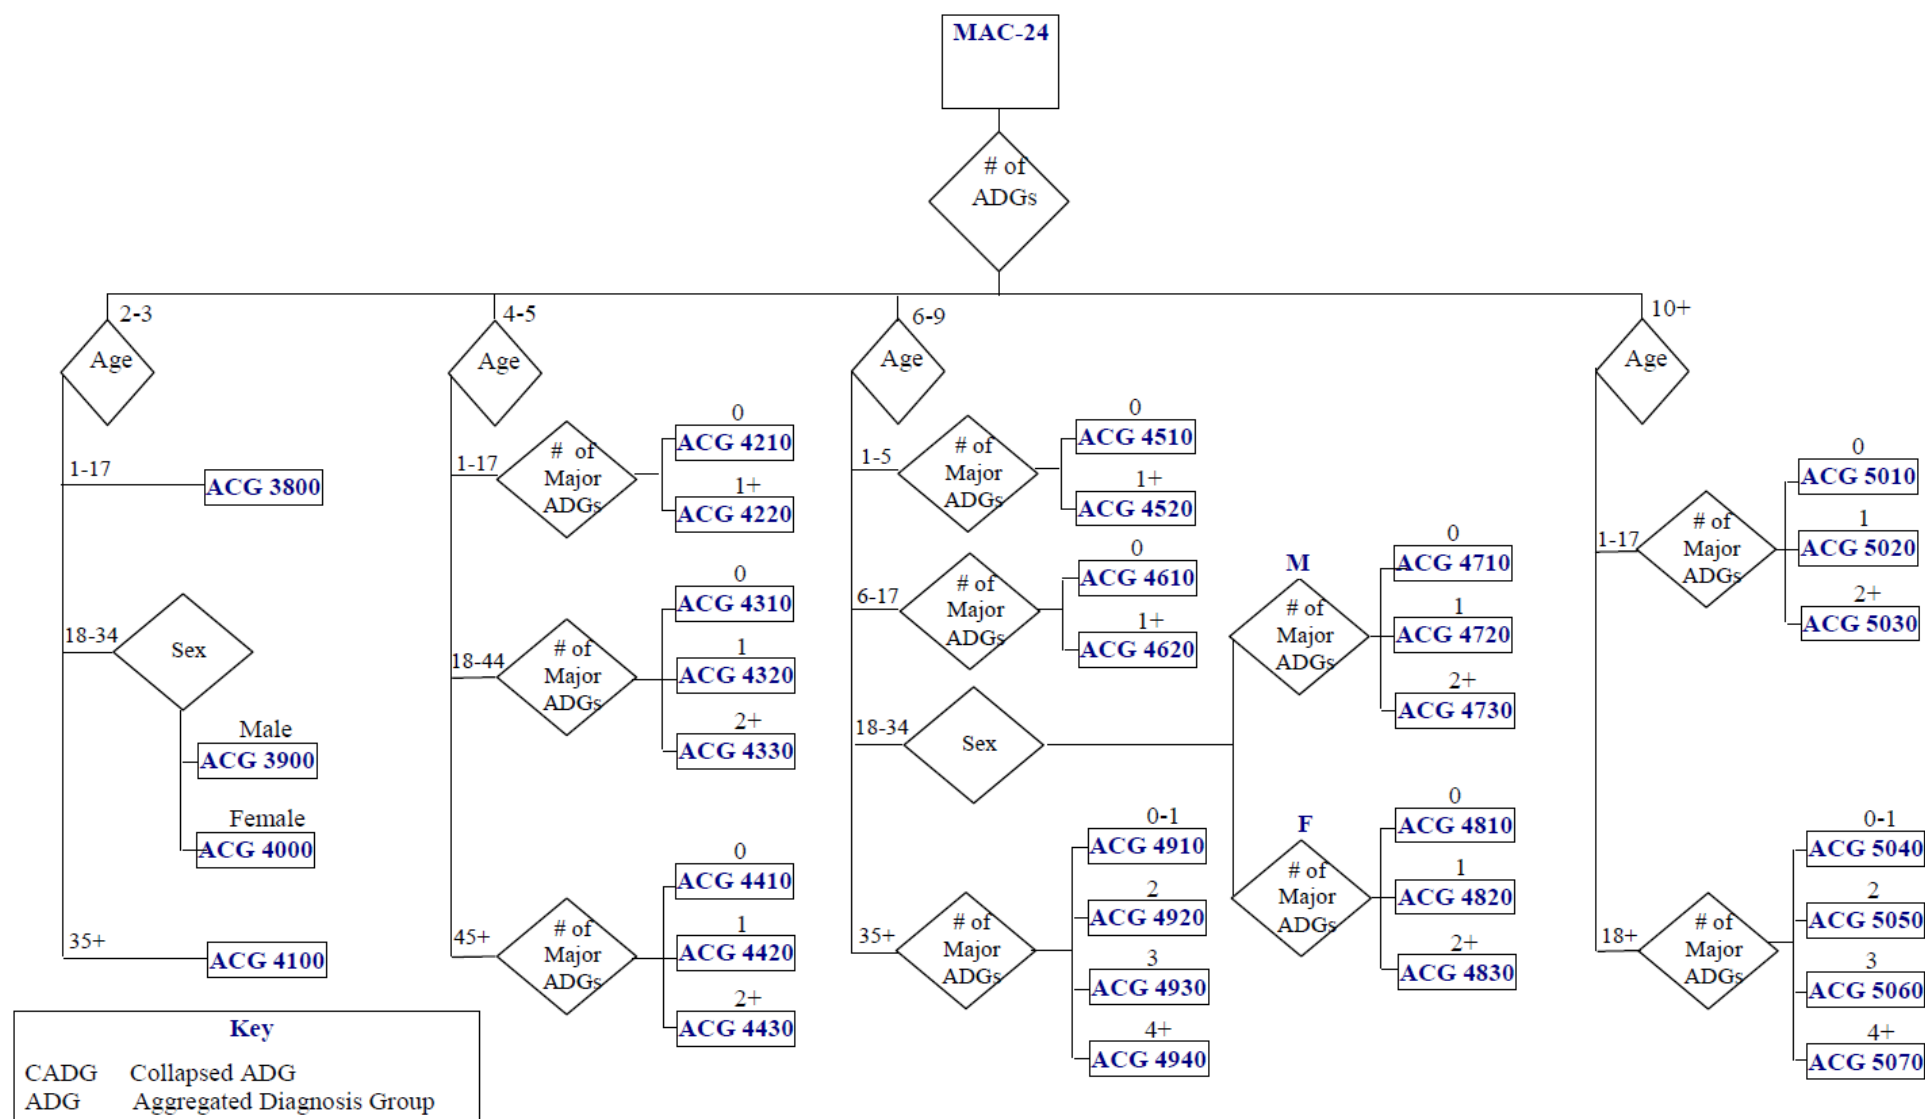 MAC-24
# of
ADGs
2-3
Age
1-17
ACG 3800
18-34
Sex
Male
ACG 3900
Female
ACG 4000
35+
ACG 4100
4-5
Age
1-17
# of
Major
ADGs
0
ACG 4210
1+
ACG 4220
18-44
# of
Major
ADGs
0
ACG 4310
1
ACG 4320
2+
ACG 4330
45+
# of
Major
ADGs
0
ACG 4410
1
ACG 4420
2+
ACG 4430
6-9
Age
1-5
# of
Major
ADGs
0
ACG 4510
1+
ACG 4520
6-17
# of
Major
ADGs
0
ACG 4610
1+
ACG 4620
18-34
Sex
M
# of
Major
ADGs
0
ACG 4710
1
ACG 4720
2+
ACG 4730
F
# of
Major
ADGs
0
ACG 4810
1
ACG 4820
2+
ACG 4830
35+
# of
Major
ADGs
0-1
ACG 4910
2
ACG 4920
3
ACG 4930
4+
ACG 4940
10+
Age
1-17
# of
Major
ADGs
0
ACG 5010
1
ACG 5020
2+
ACG 5030
18+
# of
Major
ADGs
0-1
ACG 5040
2
ACG 5050
3
ACG 5060
4+
ACG 5070
Key
CADG Collapsed ADG
ADG Aggregated Diagnosis Group